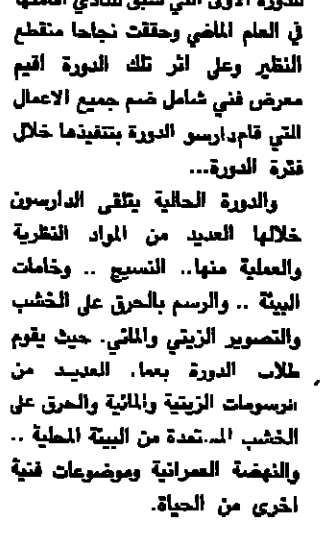 للدورة الاولى التي سبق للنادي اقامتها
في العام الماضي وحققت نجاحا منقطع
النظير وعلى اثر تلك الدورة اقيم
معرض فني شامل ضم جميع الاعمال
التي قام دارسو الدورة بتنفيذها خلال
فترة الدورة...
والدورة الحالية يتلقى الدارسون
خلالها العديد من المواد النظرية
والعملية منها.. النسيج .. وخامات
البيئة .. والرسم بالحرق على الخشب
والتصوير الزيتي والمائي. حيث يقوم
طلاب الدورة بعمل العديد من
الرسومات الزيتية والمائية والحرق على
الخشب المستمدة من البيئة المحلية ..
والنهضة العمرانية وموضوعات فنية
اخرى من الحياة.